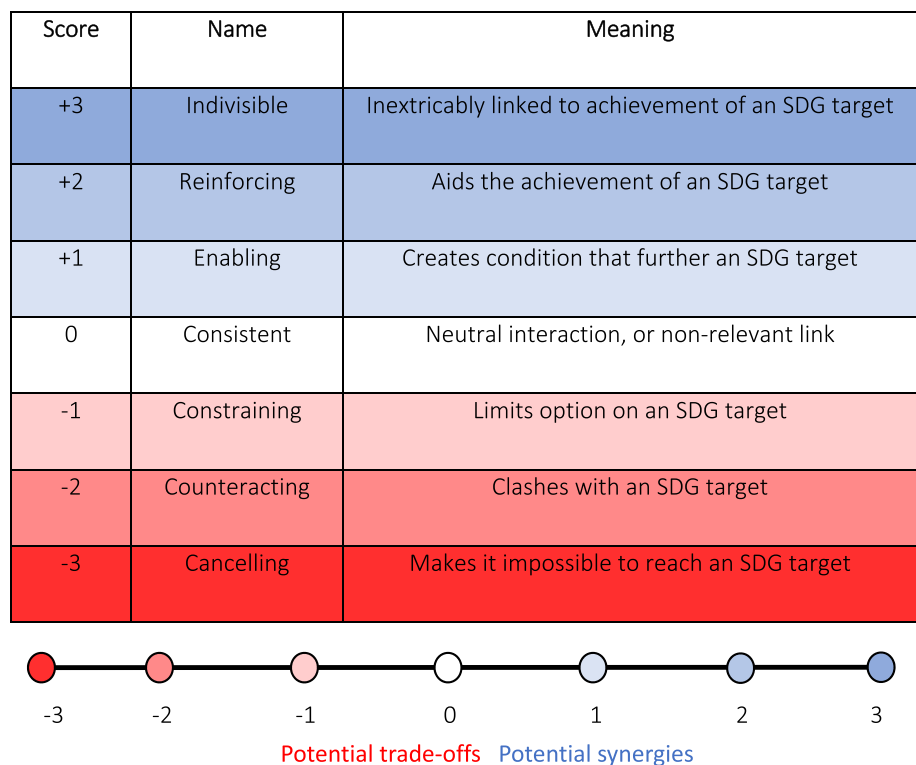 Score Name Meaning
+3 Indivisible Inextricably linked to achievement of an SDG target
+2 Reinforcing Aids the achievement of an SDG target
+1 Enabling Creates condition that further an SDG target
0 Consistent Neutral interaction, or non-relevant link
-1 Constraining Limits option on an SDG target
-2 Counteracting Clashes with an SDG target
-3 Cancelling Makes it impossible to reach an SDG target
-3 -2 -1 0 1 2 3
Potential trade-offs Potential synergies